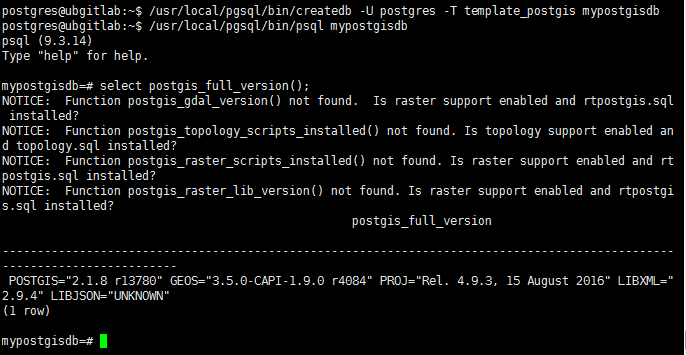 postgres@ubgitlab:~$ /usr/local/pgsql/bin/createdb -U postgres -T template_postgis mypostgisdb
postgres@ubgitlab:~$ /usr/local/pgsql/bin/psql mypostgisdb
psql (9.3.14)
Type "help" for help.
mypostgisdb=# select postgis_full_version();
NOTICE:  Function postgis_gdal_version() not found.  Is raster support enabled and rtpostgis.sql
 installed?
NOTICE:  Function postgis_topology_scripts_installed() not found. Is topology support enabled an
d topology.sql installed?
NOTICE:  Function postgis_raster_scripts_installed() not found. Is raster support enabled and rt
postgis.sql installed?
NOTICE:  Function postgis_raster_lib_version() not found. Is raster support enabled and rtpostgi
s.sql installed?
postgis_full_version
------------------------------------------------------------------------------------------------
-------------------------
 POSTGIS="2.1.8 r13780" GEOS="3.5.0-CAPI-1.9.0 r4084" PROJ="Rel. 4.9.3, 15 August 2016" LIBXML="
2.9.4" LIBJSON="UNKNOWN"
(1 row)
mypostgisdb=#